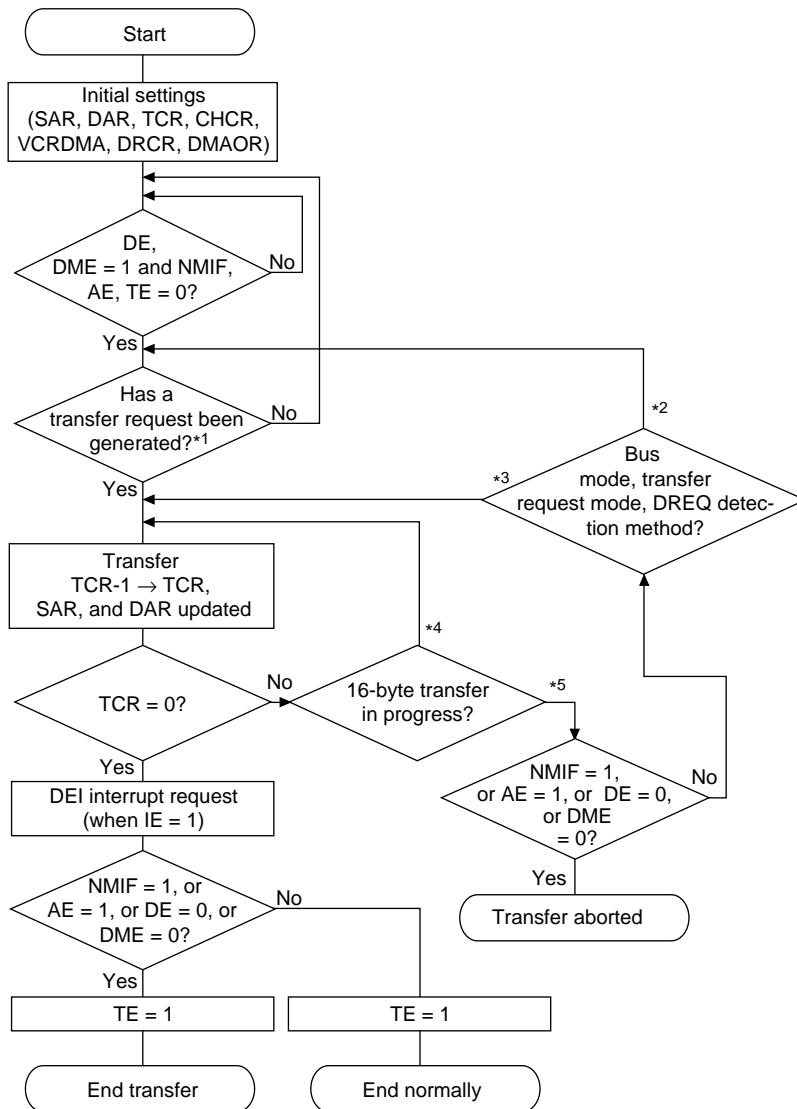 Start
Initial settings
(SAR, DAR, TCR, CHCR,
VCRDMA, DRCR, DMAOR)
DE,
DME = 1 and NMIF,
AE, TE = 0?
No
Yes
Has a
transfer request been
generated?*1
No
Yes
*2
*3
Bus
mode, transfer
request mode, DREQ detec-
tion method?
Transfer
TCR-1 → TCR,
SAR, and DAR updated
*4
TCR = 0?
No
16-byte transfer
in progress?
*5
Yes
NMIF = 1,
or AE = 1, or DE = 0,
or DME
= 0?
No
Yes
Transfer aborted
DEI interrupt request
(when IE = 1)
NMIF = 1, or
AE = 1, or DE = 0, or
DME = 0?
No
Yes
TE = 1
TE = 1
End transfer
End normally